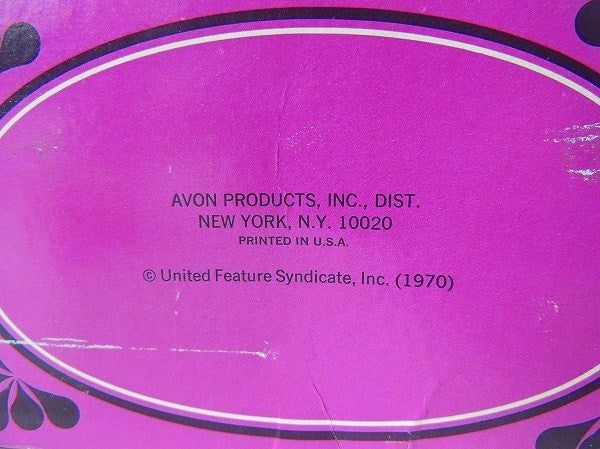 AVON PRODUCTS, INC., DIST.
NEW YORK, N.Y. 10020
PRINTED IN U.S.A.
© United Feature Syndicate, Inc. (1970)